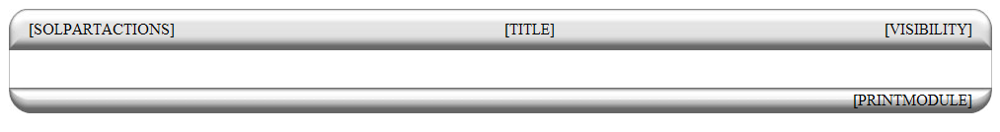 [SOLPARTACTIONS] [TITLE] [VISIBILITY]
[PRINTMODULE]